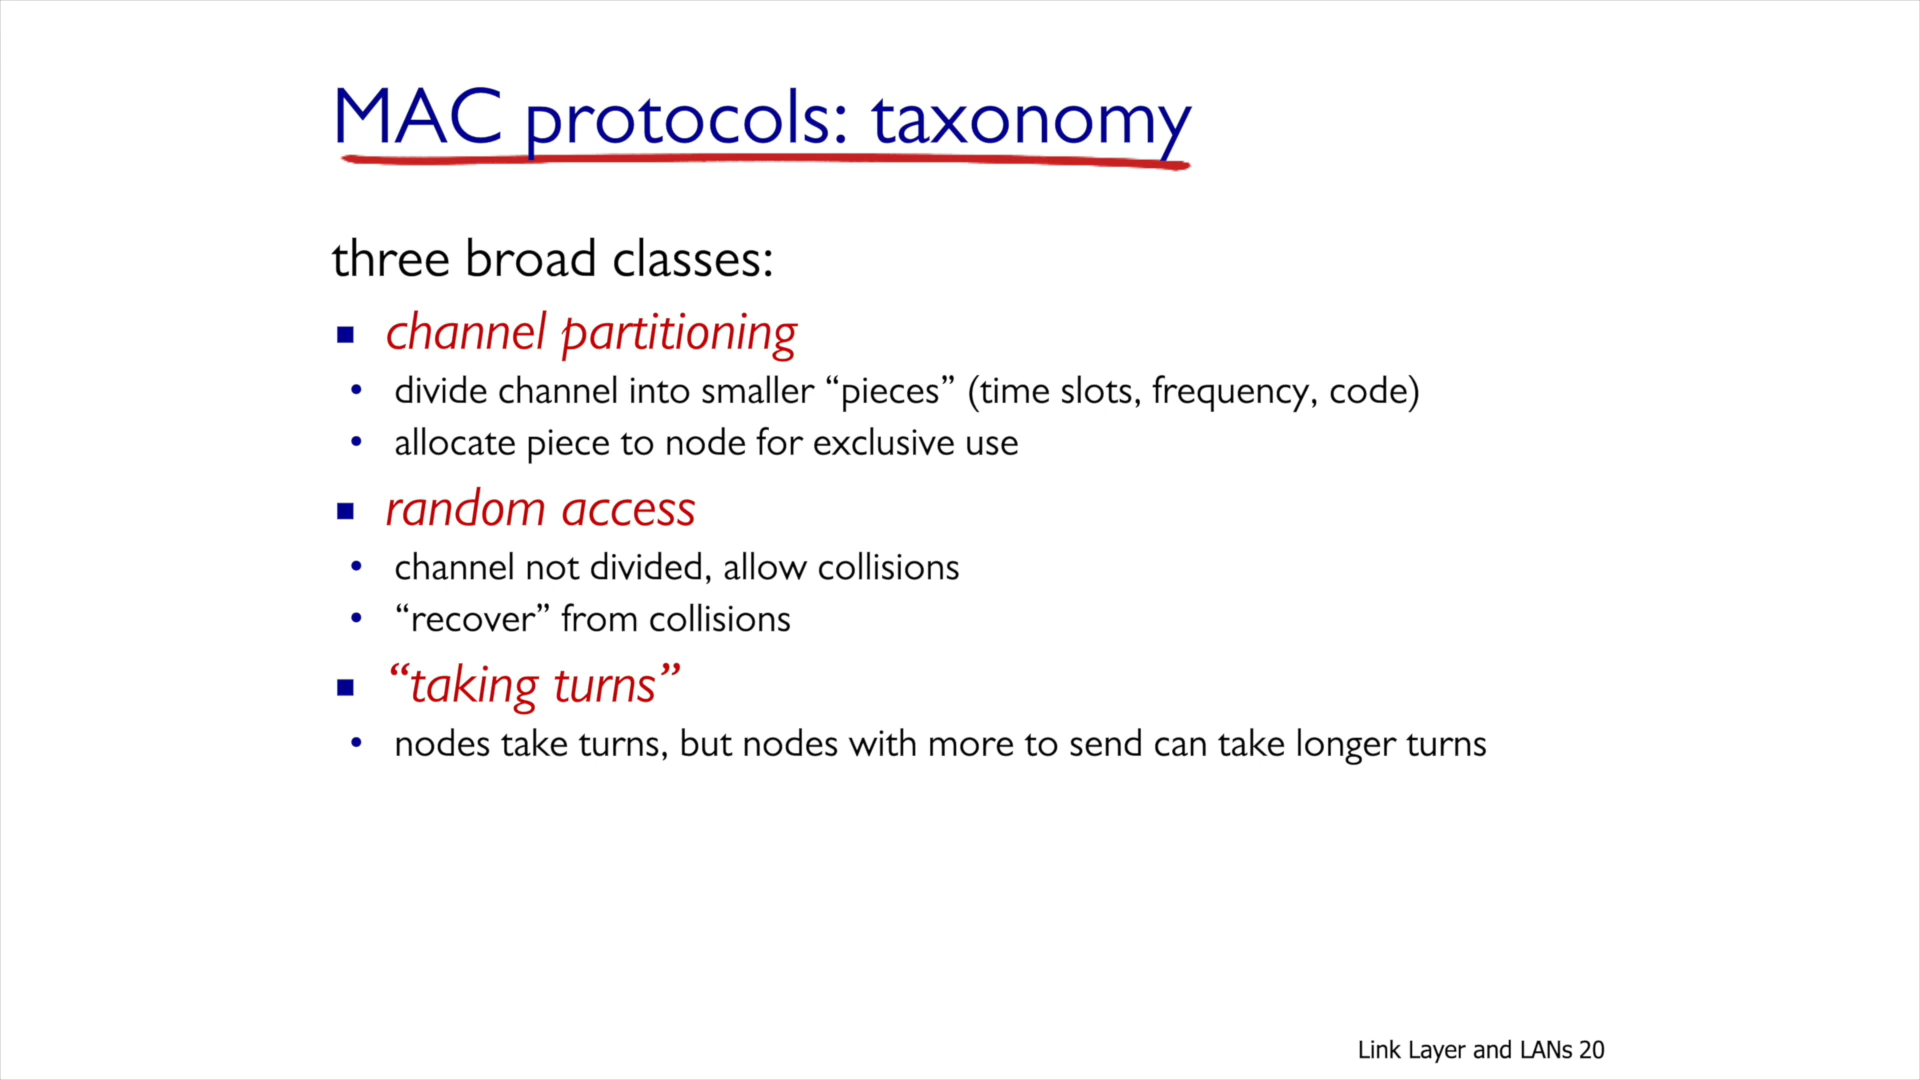 MAC protocols: taxonomy
three broad classes:
▪ channel partitioning
• divide channel into smaller “pieces” (time slots, frequency, code)
• allocate piece to node for exclusive use
▪ random access
• channel not divided, allow collisions
• “recover” from collisions
▪ “taking turns”
• nodes take turns, but nodes with more to send can take longer turns
Link Layer and LANs 20